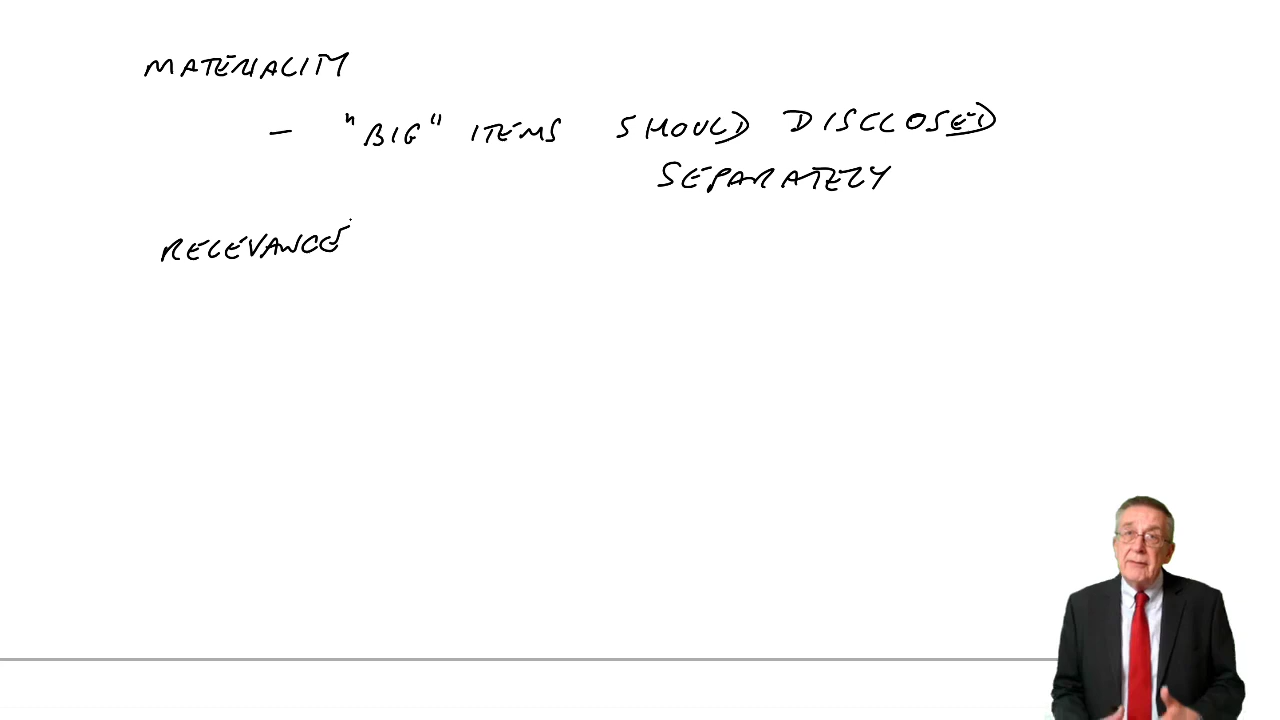 MATERIALITY
- "BIG" ITEMS SHOULD DISCLOSED
SEPARATELY
RELEVANCE